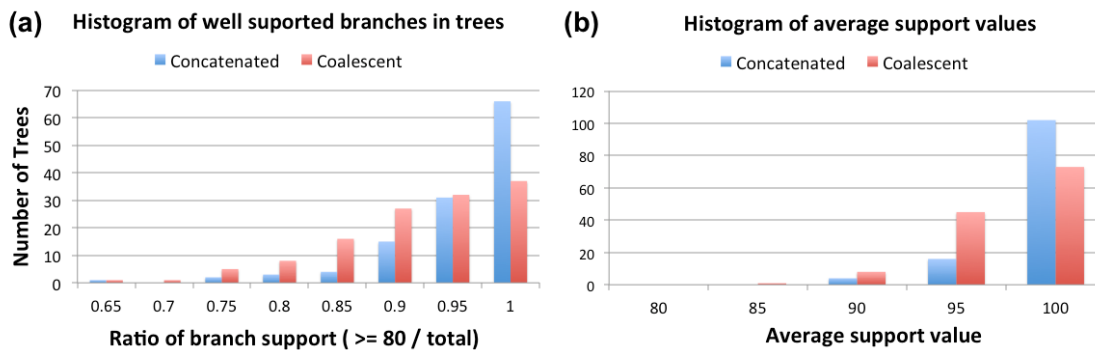 (a) Histogram of well suported branches in trees
Concatenated Coalescent
Number of Trees
70
60
50
40
30
20
10
0
0.65 0.7 0.75 0.8 0.85 0.9 0.95 1
Ratio of branch support ( >= 80 / total)
(b) Histogram of average support values
Concatenated Coalescent
120
100
80
60
40
20
0
80 85 90 95 100
Average support value